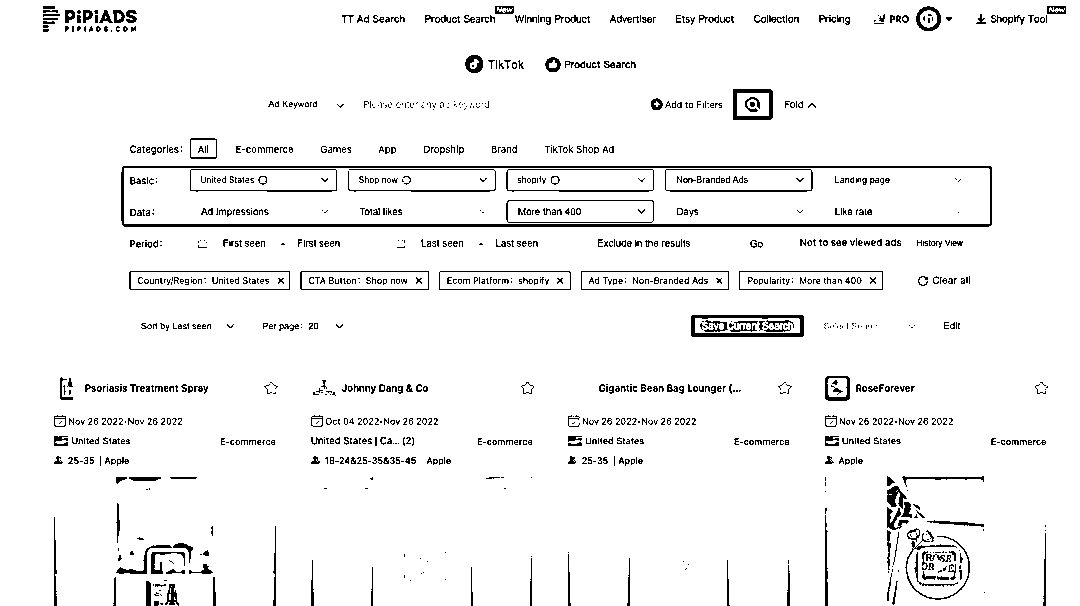 PiPiADS
PIPIADS.COM
TT Ad Search Product Search New Winning Product Advertiser Etsy Product Collection Pricing PRO Shopify Tool New
TikTok Product Search
Ad Keyword Please enter any ad keyword Add to Filters Fold
Categories: All E-commerce Games App Dropship Brand TikTok Shop Ad
Basic: United States Shop now shopify Non-Branded Ads Landing page
Data: Ad Impressions Total likes More than 400 Days Like rate
Period: First seen - First seen Last seen - Last seen Exclude in the results Go Not to see viewed ads History View
Country/Region: United States × CTA Button: Shop now × Ecom Platform: shopify × Ad Type: Non-Branded Ads × Popularity: More than 400 × Clear all
Sort by Last seen Per page: 20 Save Current Search Select Search Edit
Psoriasis Treatment Spray Johnny Dang & Co Gigantic Bean Bag Lounger (... RoseForever
Nov 26 2022-Nov 26 2022 Oct 04 2022-Nov 26 2022 Nov 26 2022-Nov 26 2022 Nov 26 2022-Nov 26 2022
United States E-commerce United States | Ca... (2) E-commerce United States E-commerce United States E-commerce
25-35 | Apple 18-24&25-35&35-45 Apple 25-35 | Apple Apple
ROSE